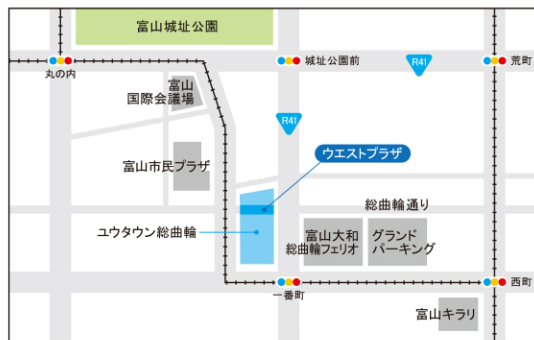 富山城址公園
丸の内
城址公園前
R41
荒町
富山
国際会議場
R41
ウエストプラザ
富山市民プラザ
総曲輪通り
ユウタウン総曲輪
富山大和
総曲輪フェリオ
グランド
パーキング
一番町
西町
富山キラリ